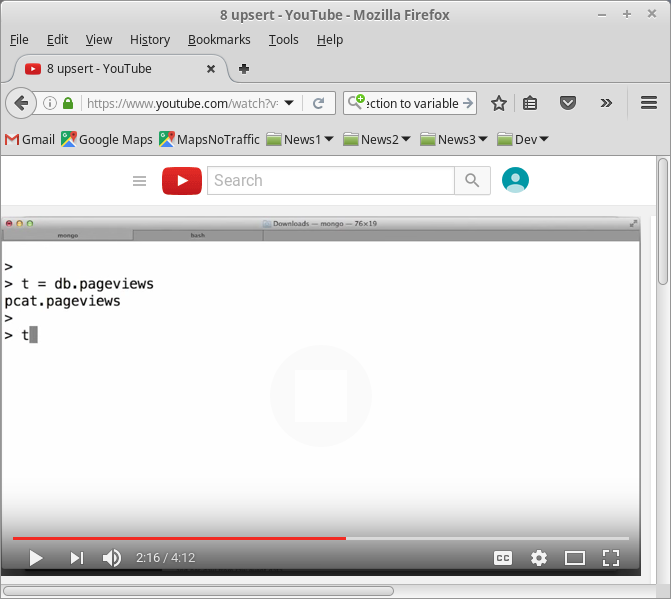 8 upsert - YouTube - Mozilla Firefox
File Edit View History Bookmarks Tools Help
8 upsert - YouTube
https://www.youtube.com/watch?v= ection to variable
Gmail Google Maps MapsNoTraffic News1 News2 News3 Dev
Search
Downloads — mongo — 76×19
mongo bash
>
> t = db.pageviews
pcat.pageviews
>
> t
2:16 / 4:12 CC